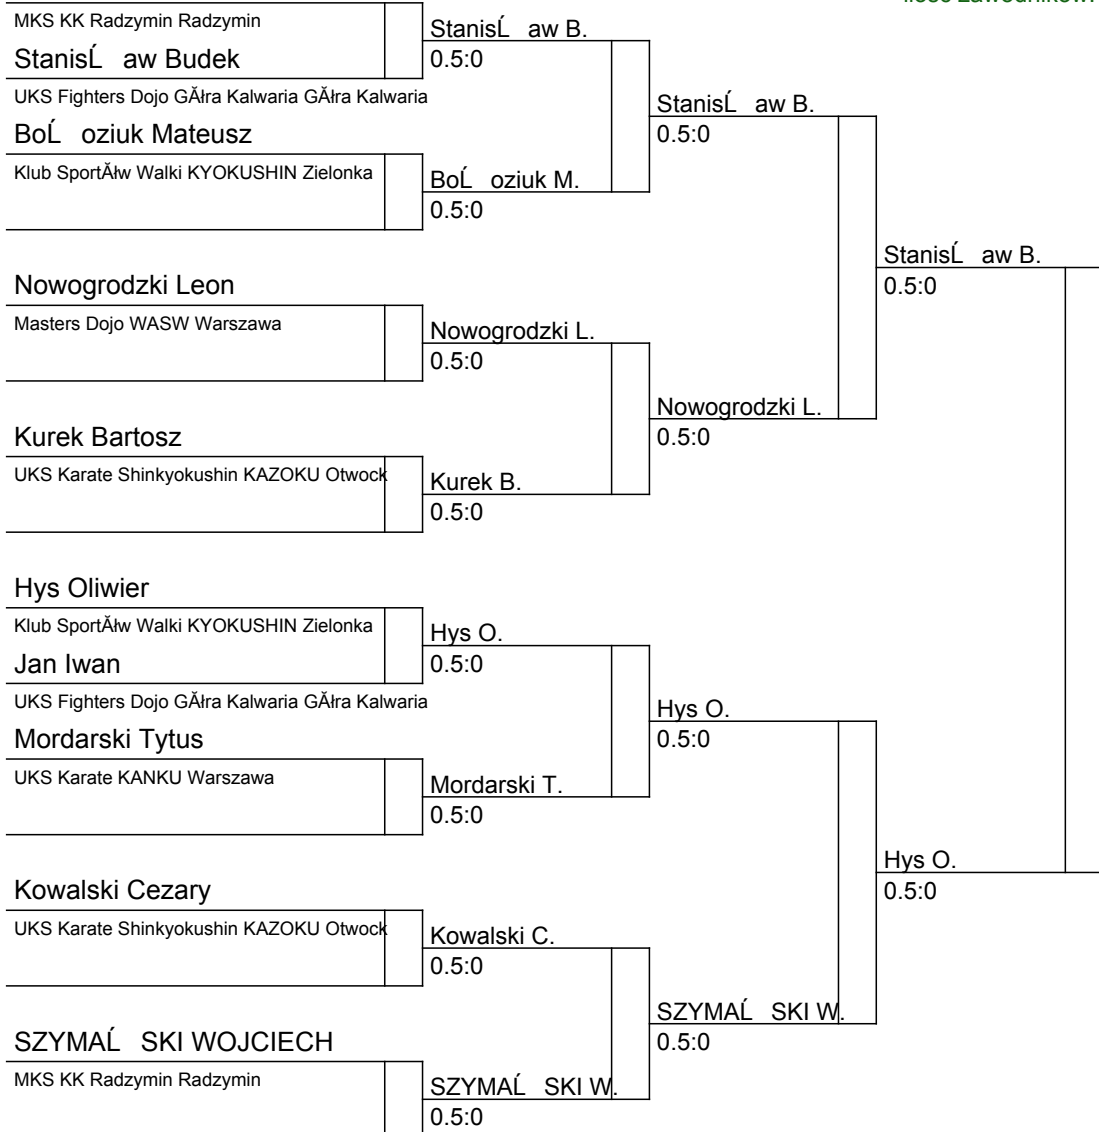 MKS KK Radzymin Radzymin
StanisĹ aw B.
StanisĹ aw Budek
0.5:0
UKS Fighters Dojo GĂłra Kalwaria GĂłra Kalwaria
StanisĹ aw B.
BoĹ oziuk Mateusz
0.5:0
Klub SportĂłw Walki KYOKUSHIN Zielonka
BoĹ oziuk M.
0.5:0
StanisĹ aw B.
0.5:0
Nowogrodzki Leon
Masters Dojo WASW Warszawa
Nowogrodzki L.
0.5:0
Nowogrodzki L.
0.5:0
Kurek Bartosz
UKS Karate Shinkyokushin KAZOKU Otwock
Kurek B.
0.5:0
Hys Oliwier
Klub SportĂłw Walki KYOKUSHIN Zielonka
Hys O.
Jan Iwan
0.5:0
UKS Fighters Dojo GĂłra Kalwaria GĂłra Kalwaria
Hys O.
Mordarski Tytus
0.5:0
UKS Karate KANKU Warszawa
Mordarski T.
0.5:0
Hys O.
0.5:0
Kowalski Cezary
UKS Karate Shinkyokushin KAZOKU Otwock
Kowalski C.
0.5:0
SZYMAĹ SKI W.
0.5:0
SZYMAĹ SKI WOJCIECH
MKS KK Radzymin Radzymin
SZYMAĹ SKI W.
0.5:0